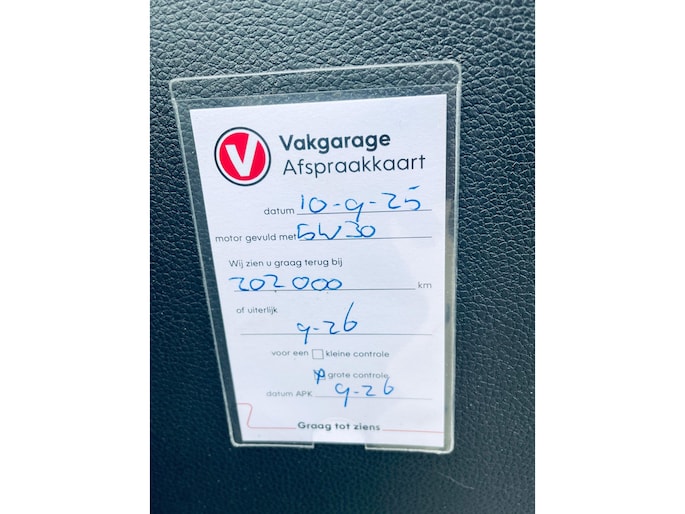 V
Vakgarage
Afspraakkaart
datum 10-9-25
motor gevuld met 5W30
Wij zien u graag terug bij
202000 km
of uiterlijk
9-26
voor een kleine controle
grote controle
datum APK 9-26
Graag tot ziens